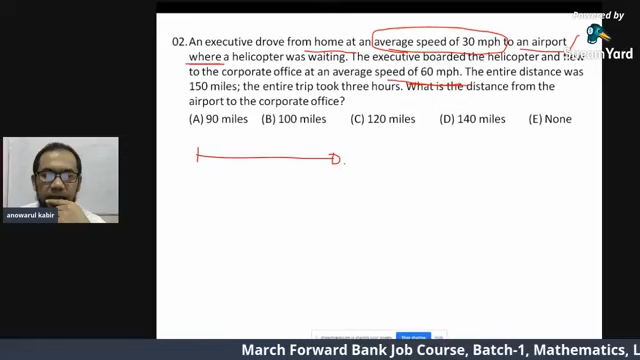 Powered by
StreamYard
02. An executive drove from home at an average speed of 30 mph to an airport
where a helicopter was waiting. The executive boarded the helicopter and flew
to the corporate office at an average speed of 60 mph. The entire distance was
150 miles; the entire trip took three hours. What is the distance from the
airport to the corporate office?
(A) 90 miles (B) 100 miles (C) 120 miles (D) 140 miles (E) None
D.
anowarul kabir
March Forward Bank Job Course, Batch-1, Mathematics, L